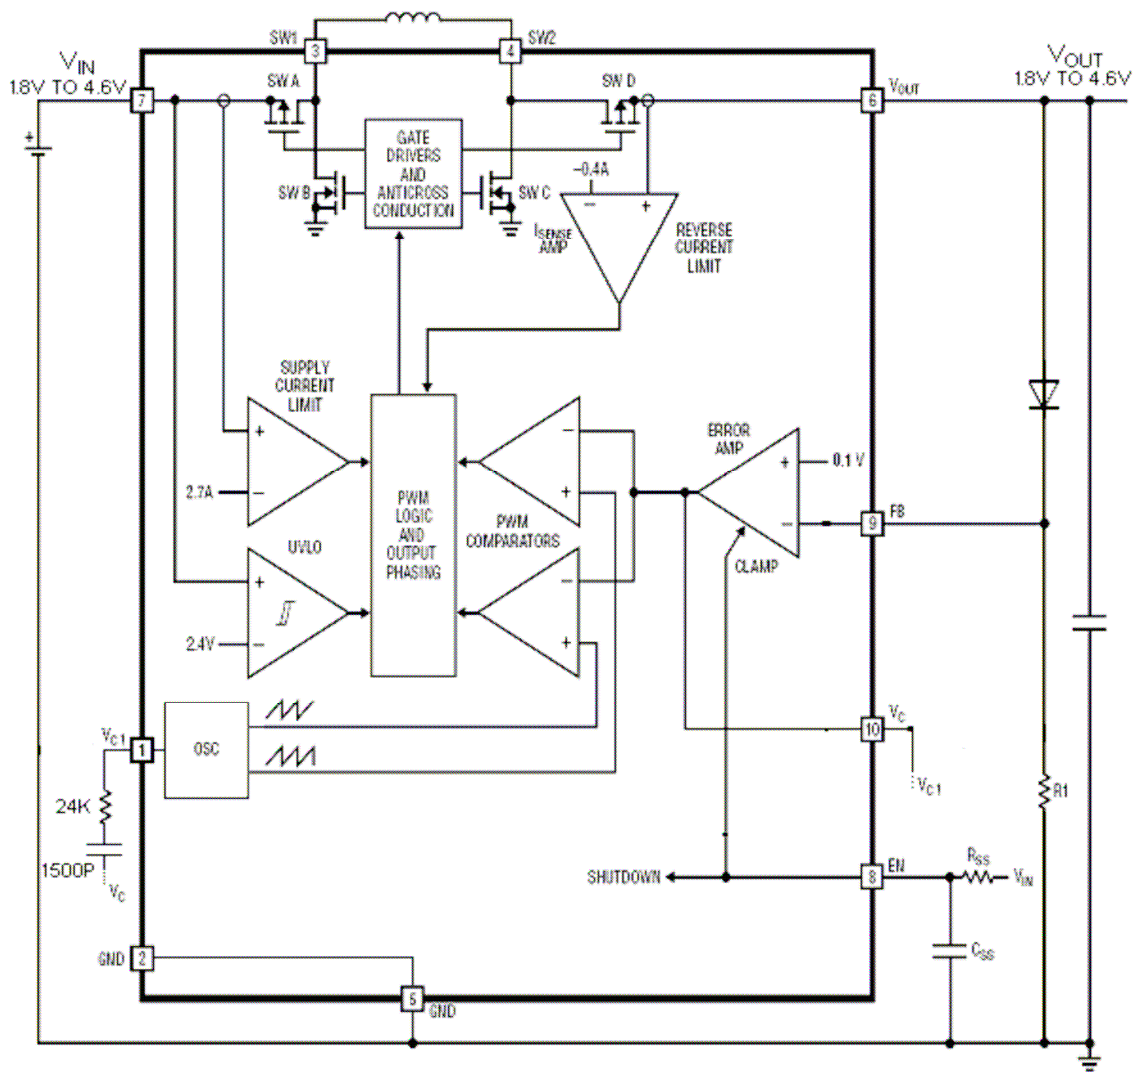 SW1
3
4
SW2
VIN
1.8V TO 4.6V
VOUT
1.8V TO 4.6V
7
SW A
SW D
6
VOUT
+
GATE
DRIVERS
AND
ANTICROSS
CONDUCTION
SW B
SW C
–0.4A
–
+
ISENSE
AMP
REVERSE
CURRENT
LIMIT
SUPPLY
CURRENT
LIMIT
+
2.7A
–
PWM
LOGIC
AND
OUTPUT
PHASING
–
+
PWM
COMPARATORS
–
+
ERROR
AMP
+
0.1 V
–
9
FB
CLAMP
UVLO
+
2.4V
–
VC1
1
OSC
24K
1500P
VC
10
VC
VC1
R1
SHUTDOWN
8
EN
RSS
VIN
CSS
GND
2
5
GND